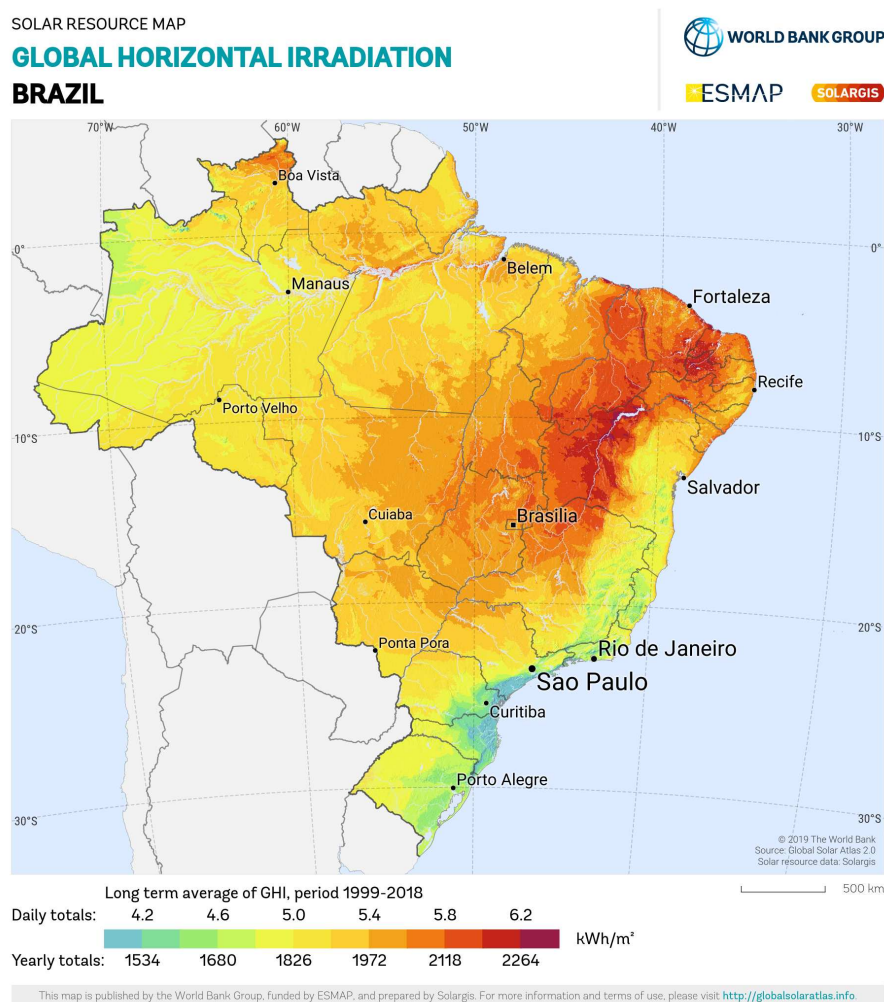 SOLAR RESOURCE MAP
GLOBAL HORIZONTAL IRRADIATION
BRAZIL
WORLD BANK GROUP
ESMAP
SOLARGIS
70°W 60°W 50°W 40°W 30°W
Boa Vista
0° 0°
Belem
Manaus
Fortaleza
Recife
Porto Velho
10°S 10°S
Salvador
Cuiaba
Brasilia
20°S 20°S
Ponta Pora
Rio de Janeiro
Sao Paulo
Curitiba
Porto Alegre
30°S 30°S
© 2019 The World Bank
Source: Global Solar Atlas 2.0
Solar resource data: Solargis
Long term average of GHI, period 1999-2018
500 km
Daily totals: 4.2 4.6 5.0 5.4 5.8 6.2
kWh/m²
Yearly totals: 1534 1680 1826 1972 2118 2264
This map is published by the World Bank Group, funded by ESMAP, and prepared by Solargis. For more information and terms of use, please visit http://globalsolaratlas.info.